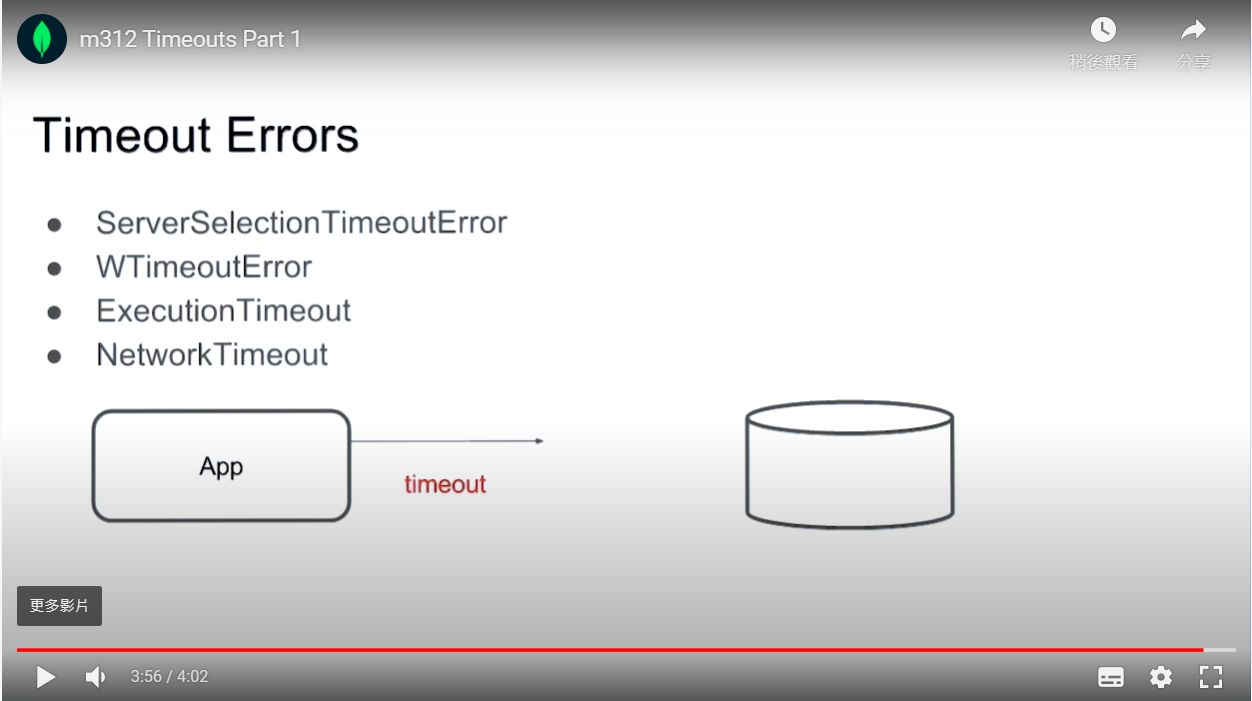 m312 Timeouts Part 1
稍後觀看
分享
Timeout Errors
● ServerSelectionTimeoutError
● WTimeoutError
● ExecutionTimeout
● NetworkTimeout
App
timeout
更多影片
3:56 / 4:02